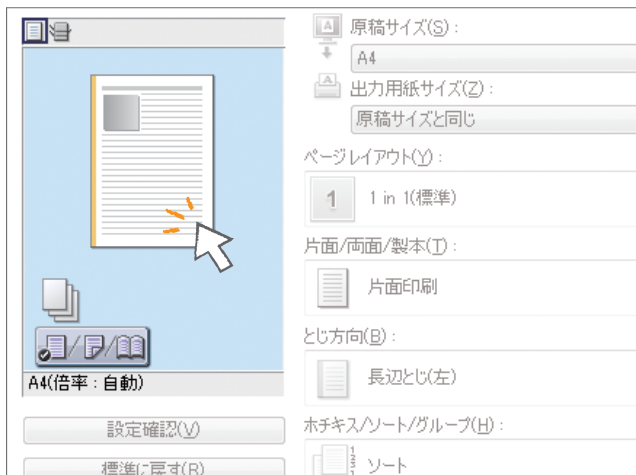 原稿サイズ(S) :
A4
出力用紙サイズ(Z) :
原稿サイズと同じ
ページレイアウト(Y) :
1
1 in 1(標準)
片面/両面/製本(T) :
片面印刷
とじ方向(B) :
長辺とじ(左)
ホチキス/ソート/グループ(H) :
ソート
A4(倍率 : 自動)
設定確認(V)
標準に戻す(R)